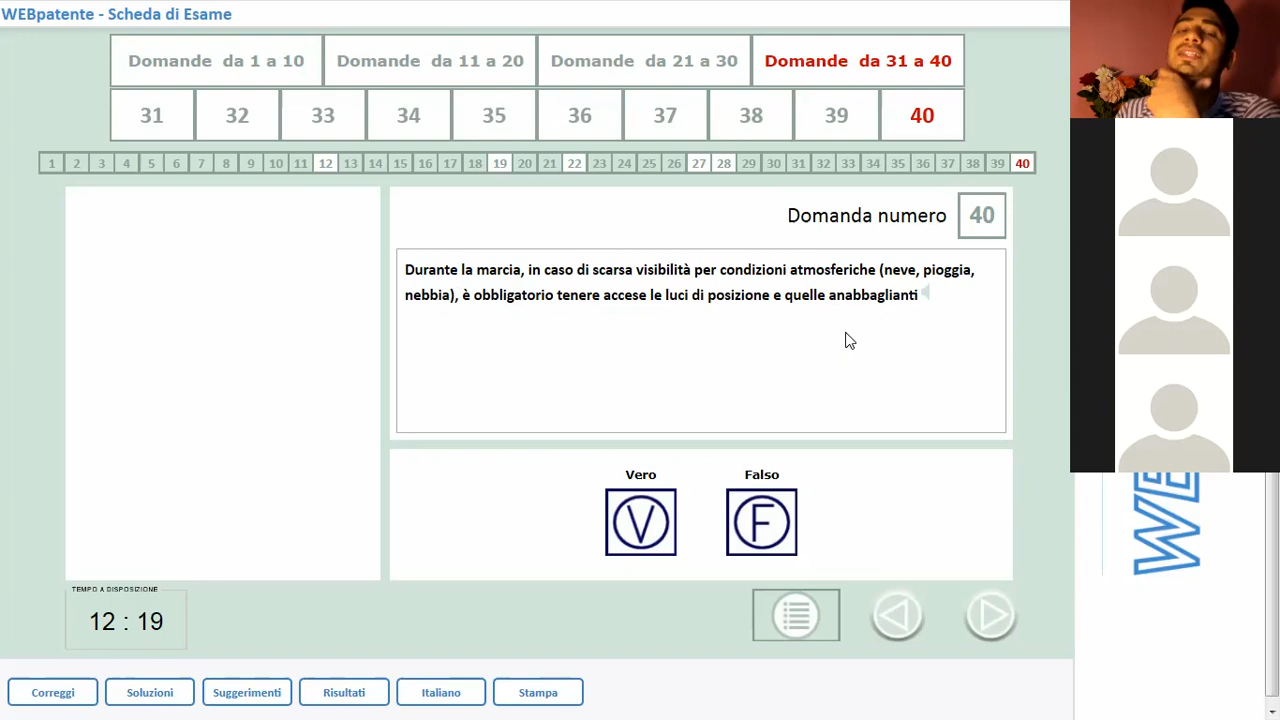 WEBpatente - Scheda di Esame
Domande da 1 a 10
Domande da 11 a 20
Domande da 21 a 30
Domande da 31 a 40
31 32 33 34 35 36 37 38 39 40
1 2 3 4 5 6 7 8 9 10 11 12 13 14 15 16 17 18 19 20 21 22 23 24 25 26 27 28 29 30 31 32 33 34 35 36 37 38 39 40
Domanda numero 40
Durante la marcia, in caso di scarsa visibilità per condizioni atmosferiche (neve, pioggia,
nebbia), è obbligatorio tenere accese le luci di posizione e quelle anabbaglianti
Vero Falso
V F
TEMPO A DISPOSIZIONE
12 : 19
WE
Correggi Soluzioni Suggerimenti Risultati Italiano Stampa